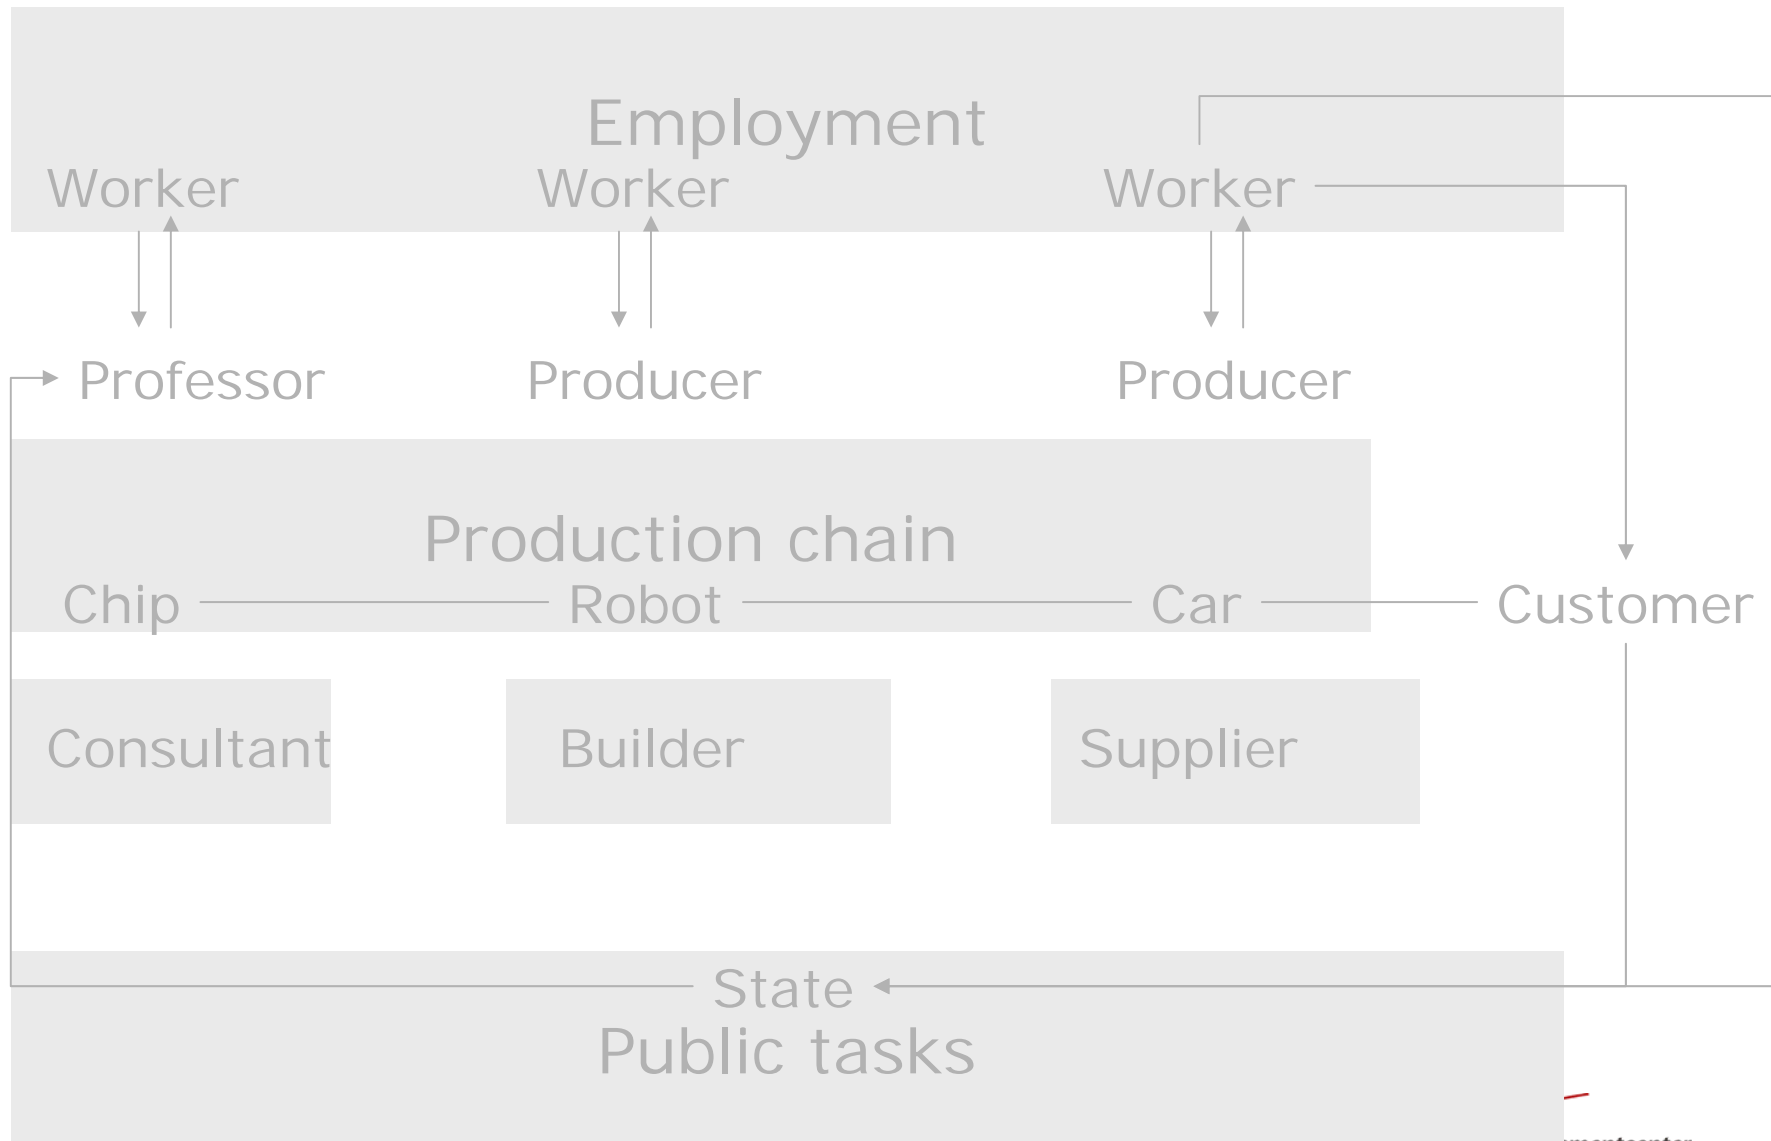 Employment
Worker Worker Worker
Professor Producer Producer
Production chain
Chip Robot Car Customer
Consultant Builder Supplier
State
Public tasks